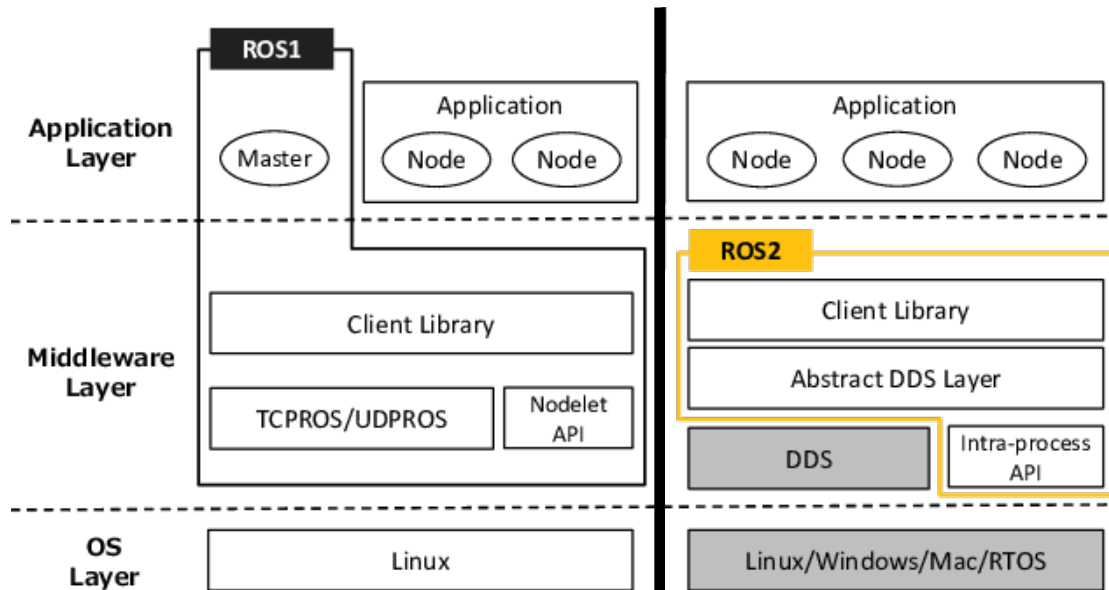 ROS1
Application
Layer
Master
Application
Node
Node
Application
Node
Node
Node
Middleware
Layer
Client Library
TCPROS/UDPROS
Nodelet
API
ROS2
Client Library
Abstract DDS Layer
DDS
Intra-process
API
OS
Layer
Linux
Linux/Windows/Mac/RTOS